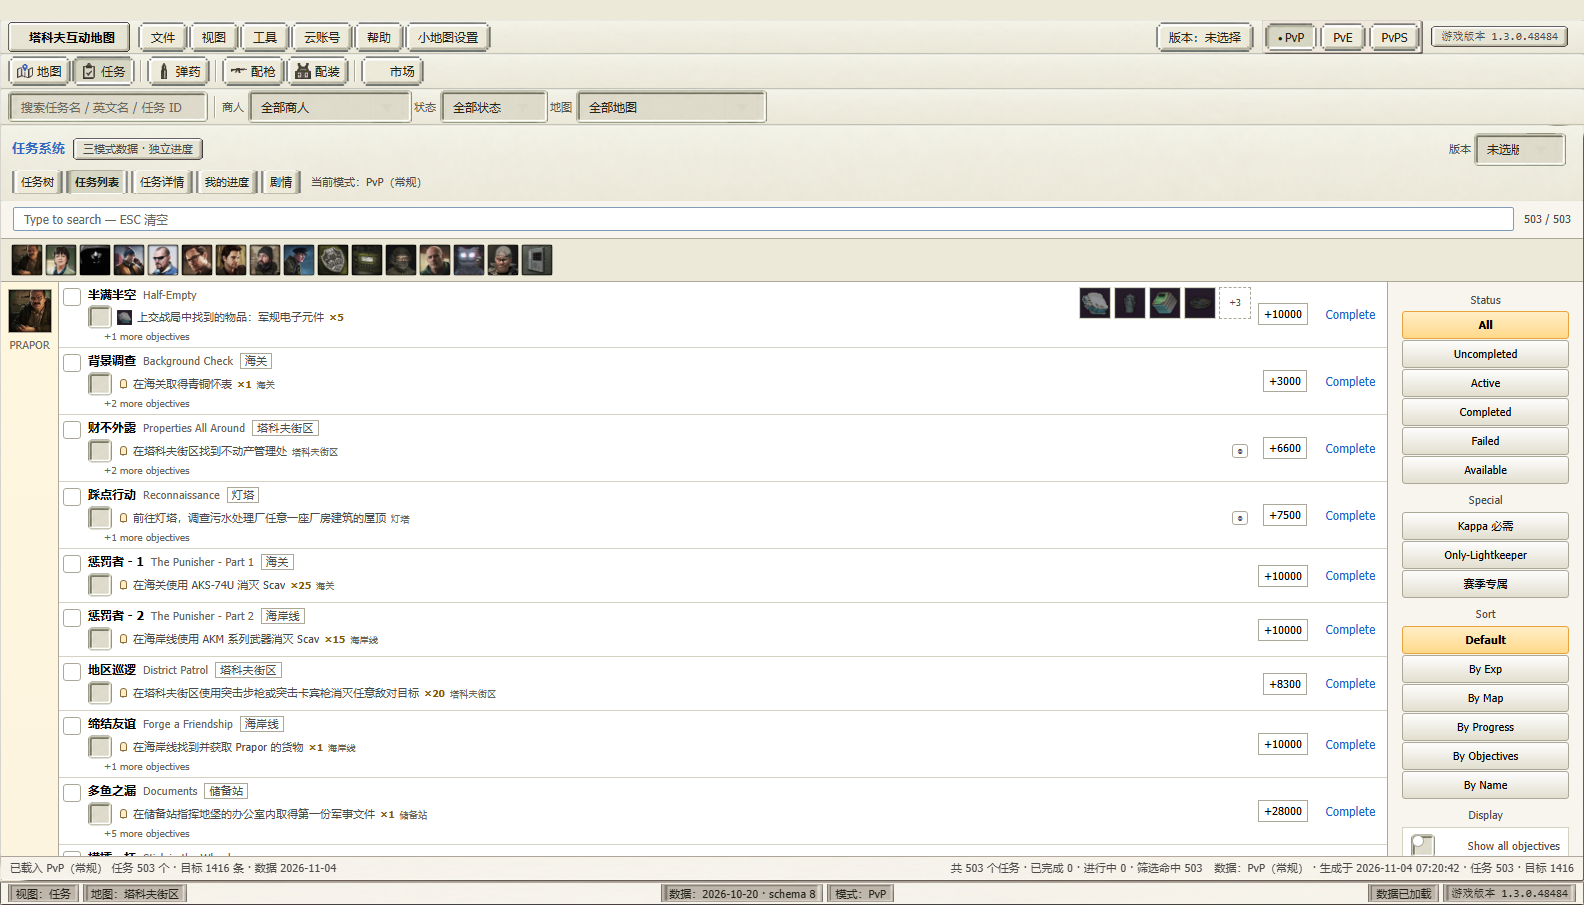 塔科夫互动地图 文件 视图 工具 云账号 帮助 小地图设置 版本：未选择 •PvP PvE PvPS 游戏版本 1.3.0.48484
地图 任务 弹药 配枪 配装 市场
搜索任务名 / 英文名 / 任务 ID 商人 全部商人 状态 全部状态 地图 全部地图
任务系统 三模式数据 · 独立进度 版本 未选版
任务树 任务列表 任务详情 我的进度 剧情 当前模式：PvP（常规）
Type to search — ESC 清空 503 / 503
PRAPOR
半满半空 Half-Empty
上交战局中找到的物品：军规电子元件 ×5
+1 more objectives
+3 +10000 Complete
背景调查 Background Check 海关
在海关取得青铜怀表 ×1 海关
+2 more objectives
+3000 Complete
财不外露 Properties All Around 塔科夫街区
在塔科夫街区找到不动产管理处 塔科夫街区
+2 more objectives
+6600 Complete
踩点行动 Reconnaissance 灯塔
前往灯塔，调查污水处理厂任意一座厂房建筑的屋顶 灯塔
+1 more objectives
+7500 Complete
惩罚者 - 1 The Punisher - Part 1 海关
在海关使用 AKS-74U 消灭 Scav ×25 海关
+10000 Complete
惩罚者 - 2 The Punisher - Part 2 海岸线
在海岸线使用 AKM 系列武器消灭 Scav ×15 海岸线
+10000 Complete
地区巡逻 District Patrol 塔科夫街区
在塔科夫街区使用突击步枪或突击卡宾枪消灭任意敌对目标 ×20 塔科夫街区
+8300 Complete
缔结友谊 Forge a Friendship 海岸线
在海岸线找到并获取 Prapor 的货物 ×1 海岸线
+1 more objectives
+10000 Complete
多鱼之漏 Documents 储备站
在储备站指挥地堡的办公室内取得第一份军事文件 ×1 储备站
+5 more objectives
+28000 Complete
Status
All
Uncompleted
Active
Completed
Failed
Available
Special
Kappa 必需
Only-Lightkeeper
赛季专属
Sort
Default
By Exp
By Map
By Progress
By Objectives
By Name
Display
Show all objectives
已载入 PvP（常规） 任务 503 个 · 目标 1416 条 · 数据 2026-11-04 共 503 个任务 · 已完成 0 · 进行中 0 · 筛选命中 503 数据：PvP（常规） · 生成于 2026-11-04 07:20:42 · 任务 503 · 目标 1416
视图：任务 地图：塔科夫街区 数据：2026-10-20 · schema 8 模式：PvP 数据已加载 游戏版本 1.3.0.48484